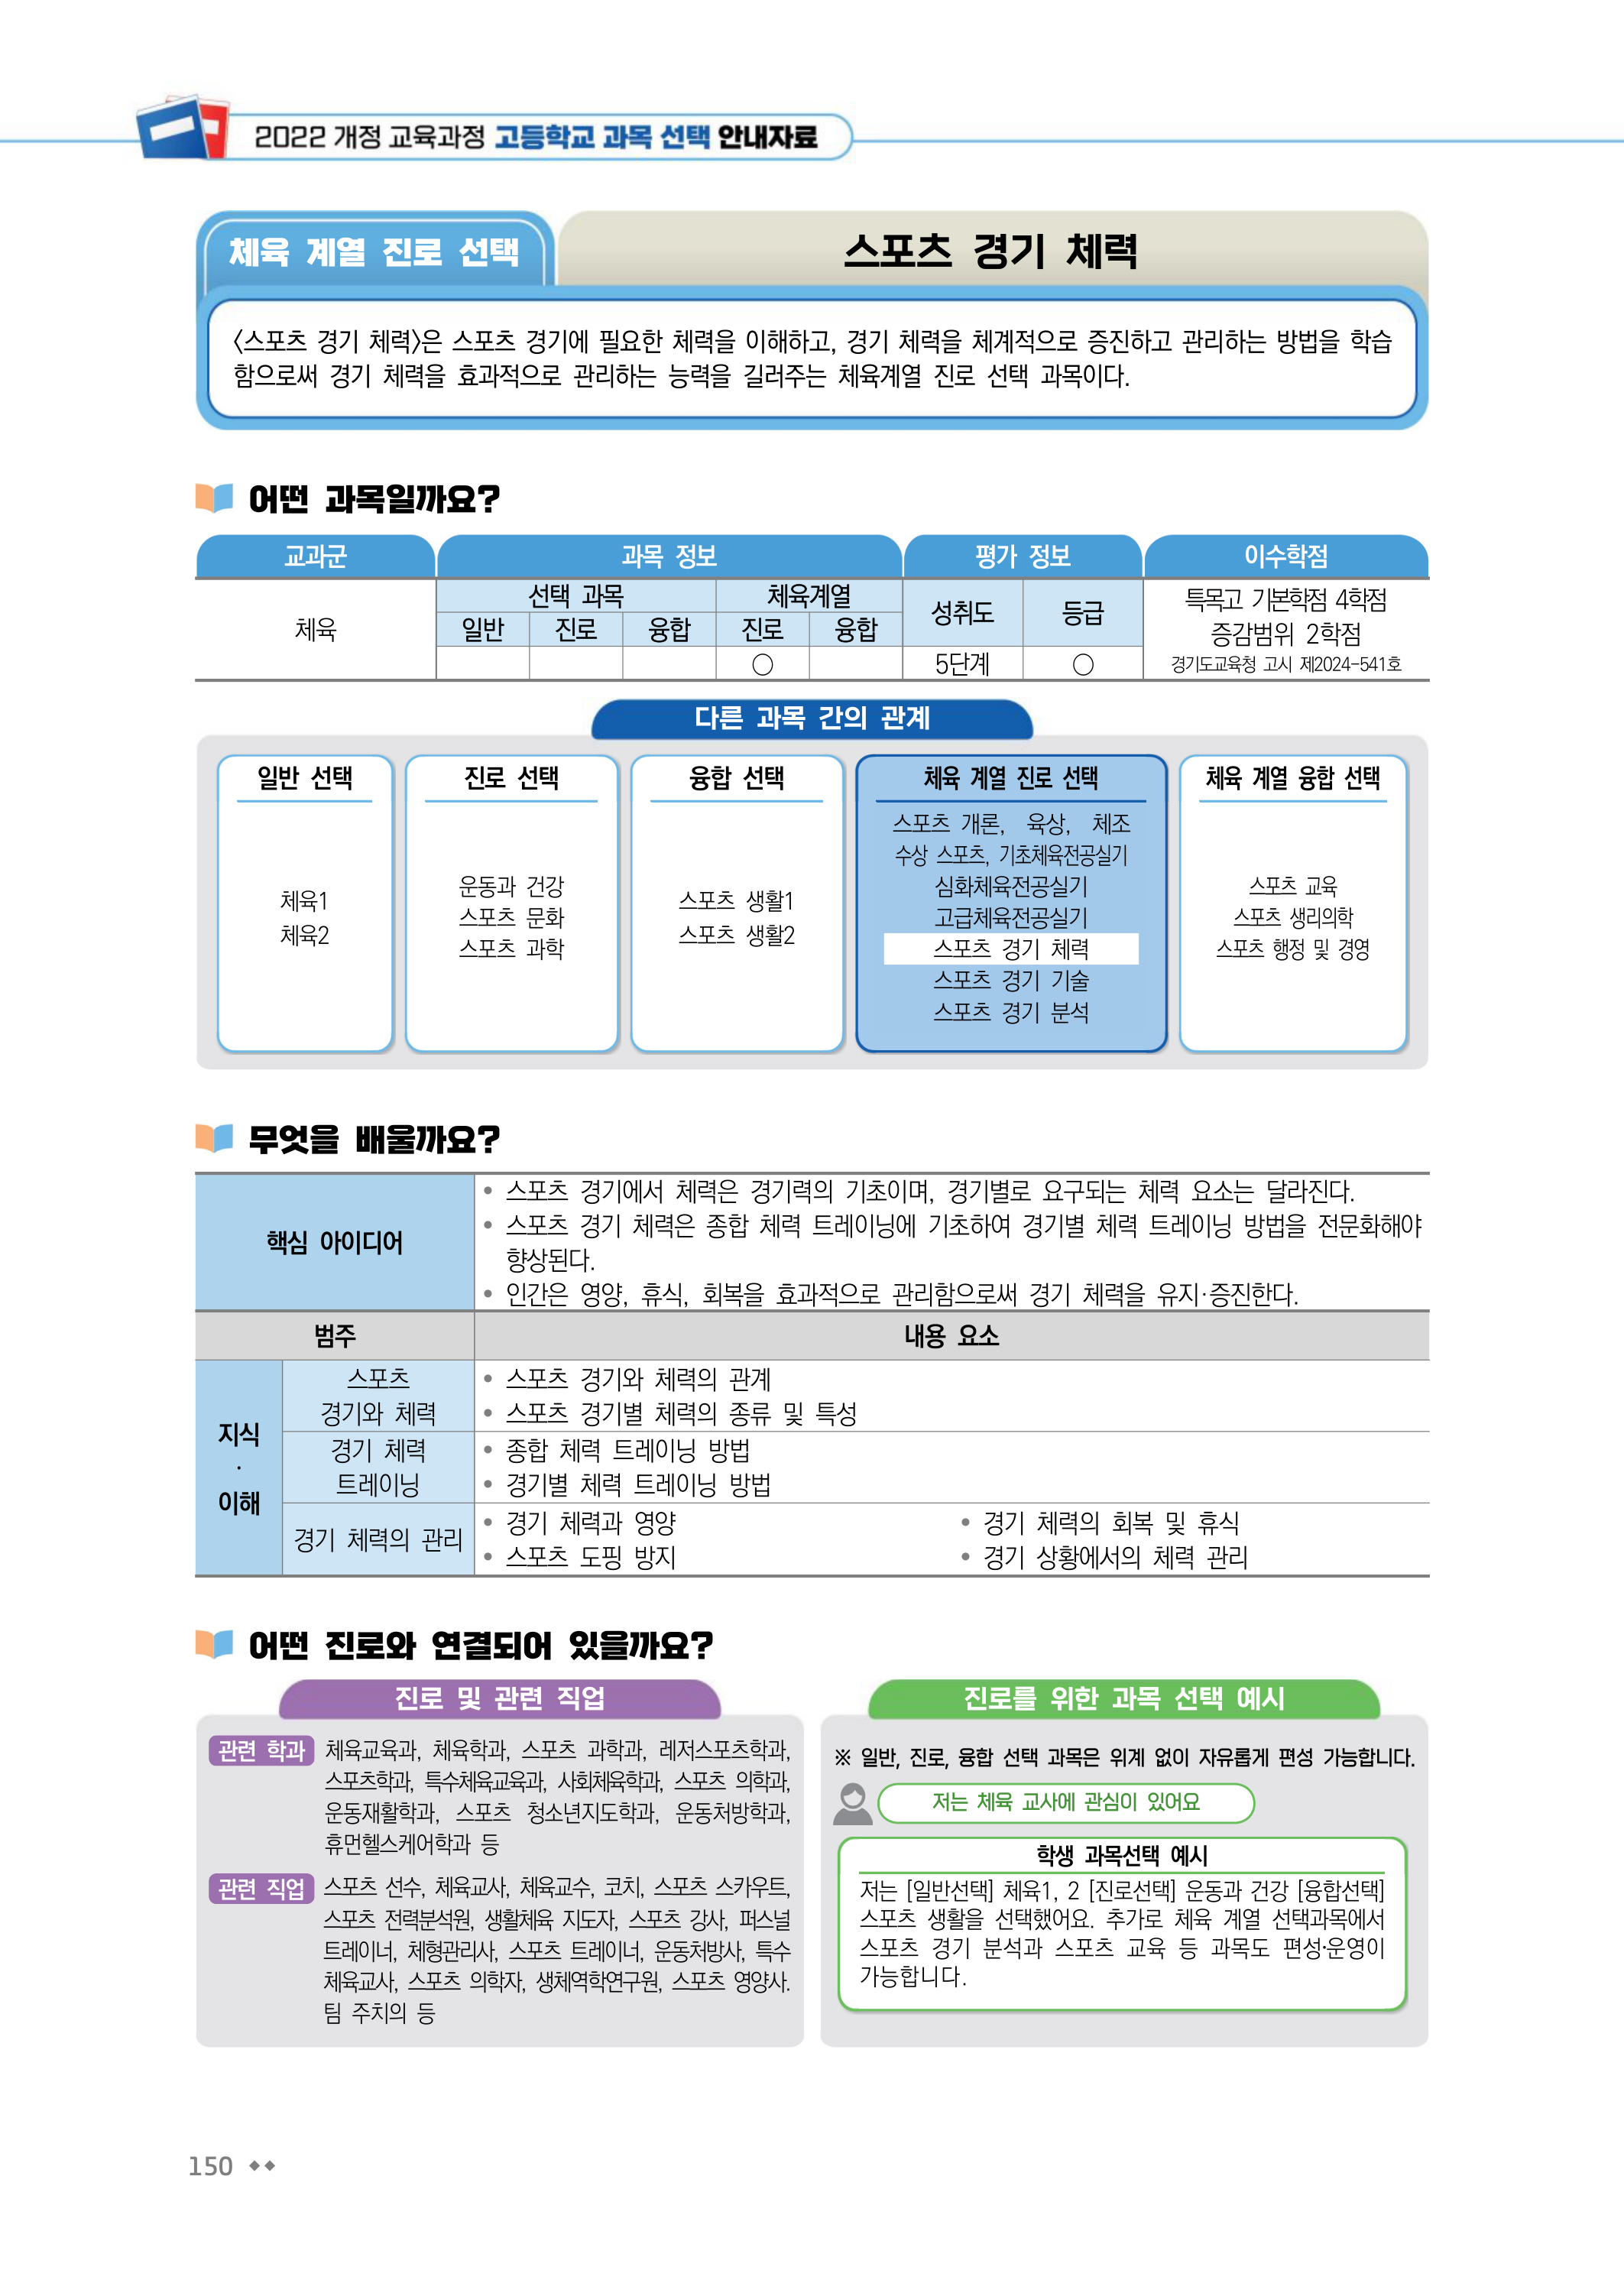 2022 개정 교육과정 고등학교 과목 선택 안내자료
체육 계열 진로 선택
스포츠 경기 체력
〈스포츠 경기 체력〉은 스포츠 경기에 필요한 체력을 이해하고, 경기 체력을 체계적으로 증진하고 관리하는 방법을 학습
함으로써 경기 체력을 효과적으로 관리하는 능력을 길러주는 체육계열 진로 선택 과목이다.
어떤 과목일까요?
교과군 과목 정보 평가 정보 이수학점
선택 과목 체육계열 성취도 등급
일반 진로 융합 진로 융합
체육
○ 5단계 ○
특목고 기본학점 4학점
증감범위 2학점
경기도교육청 고시 제2024-541호
다른 과목 간의 관계
일반 선택
체육1
체육2
진로 선택
운동과 건강
스포츠 문화
스포츠 과학
융합 선택
스포츠 생활1
스포츠 생활2
체육 계열 진로 선택
스포츠 개론, 육상, 체조
수상 스포츠, 기초체육전공실기
심화체육전공실기
고급체육전공실기
스포츠 경기 체력
스포츠 경기 기술
스포츠 경기 분석
체육 계열 융합 선택
스포츠 교육
스포츠 생리의학
스포츠 행정 및 경영
무엇을 배울까요?
핵심 아이디어
• 스포츠 경기에서 체력은 경기력의 기초이며, 경기별로 요구되는 체력 요소는 달라진다.
• 스포츠 경기 체력은 종합 체력 트레이닝에 기초하여 경기별 체력 트레이닝 방법을 전문화해야
향상된다.
• 인간은 영양, 휴식, 회복을 효과적으로 관리함으로써 경기 체력을 유지·증진한다.
범주 내용 요소
지식
·
이해
스포츠
경기와 체력
• 스포츠 경기와 체력의 관계
• 스포츠 경기별 체력의 종류 및 특성
경기 체력
트레이닝
• 종합 체력 트레이닝 방법
• 경기별 체력 트레이닝 방법
경기 체력의 관리
• 경기 체력과 영양 • 경기 체력의 회복 및 휴식
• 스포츠 도핑 방지 • 경기 상황에서의 체력 관리
어떤 진로와 연결되어 있을까요?
진로 및 관련 직업
관련 학과 체육교육과, 체육학과, 스포츠 과학과, 레저스포츠학과,
스포츠학과, 특수체육교육과, 사회체육학과, 스포츠 의학과,
운동재활학과, 스포츠 청소년지도학과, 운동처방학과,
휴먼헬스케어학과 등
관련 직업 스포츠 선수, 체육교사, 체육교수, 코치, 스포츠 스카우트,
스포츠 전력분석원, 생활체육 지도자, 스포츠 강사, 퍼스널
트레이너, 체형관리사, 스포츠 트레이너, 운동처방사, 특수
체육교사, 스포츠 의학자, 생체역학연구원, 스포츠 영양사.
팀 주치의 등
진로를 위한 과목 선택 예시
※ 일반, 진로, 융합 선택 과목은 위계 없이 자유롭게 편성 가능합니다.
저는 체육 교사에 관심이 있어요
학생 과목선택 예시
저는 [일반선택] 체육1, 2 [진로선택] 운동과 건강 [융합선택]
스포츠 생활을 선택했어요. 추가로 체육 계열 선택과목에서
스포츠 경기 분석과 스포츠 교육 등 과목도 편성·운영이
가능합니다.
150